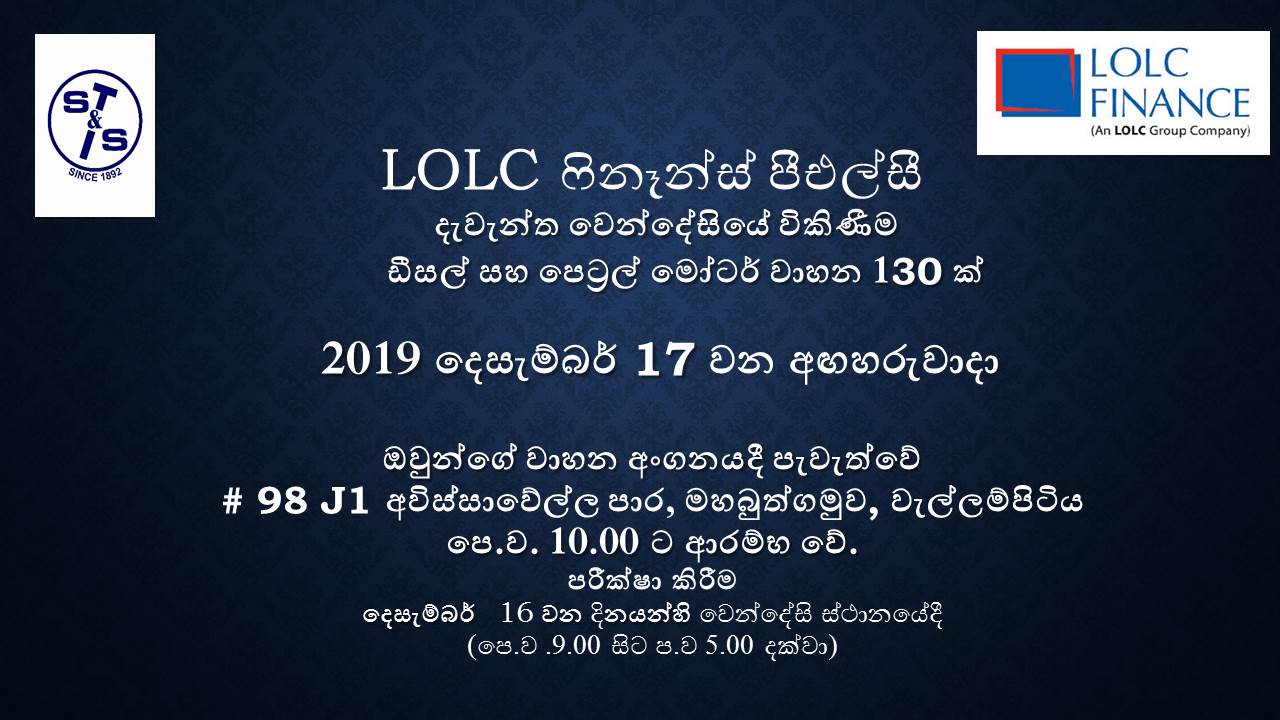 ST
&
IS
SINCE 1892
LOLC
FINANCE
(An LOLC Group Company)
LOLC ෆිනෑන්ස් පීඑල්සී
දැවැන්ත වෙන්දේසියේ විකිණීම
ඩීසල් සහ පෙට්‍රල් මෝටර් වාහන 130 ක්
2019 දෙසැම්බර් 17 වන අඟහරුවාදා
ඔවුන්ගේ වාහන අංගනයදී පැවැත්වේ
# 98 J1 අවිස්සාවේල්ල පාර, මහබුත්ගමුව, වැල්ලම්පිටිය
පෙ.ව. 10.00 ට ආරම්භ වේ.
පරීක්ෂා කිරීම
දෙසැම්බර් 16 වන දිනයන්හි වෙන්දේසි ස්ථානයේදී
(පෙ.ව .9.00 සිට ප.ව 5.00 දක්වා)